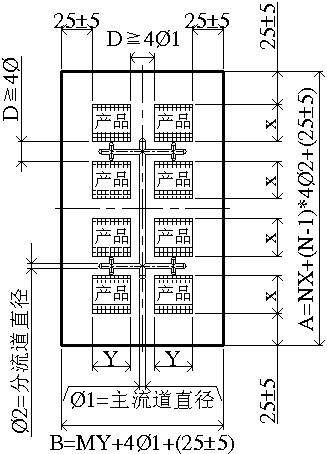 25±5
D≧4Ø1
25±5
25±5
D≧4Ø
产品
产品
x
产品
产品
x
产品
产品
x
产品
产品
x
A=NX+(N-1)*4Ø2+(25±5)
Ø2=分流道直径
Y
Y
Ø1=主流道直径
25±5
B=MY+4Ø1+(25±5)